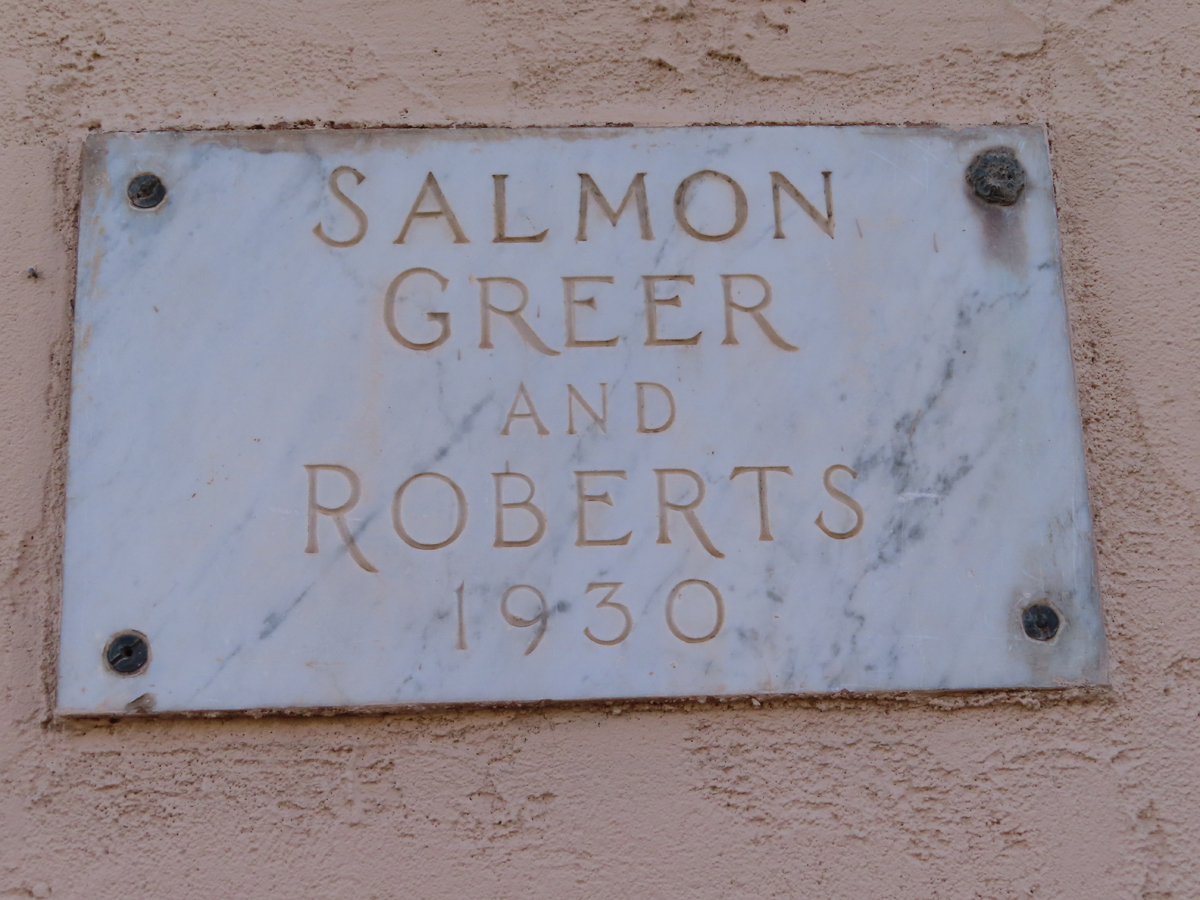 SALMON
GREER
AND
ROBERTS
1930